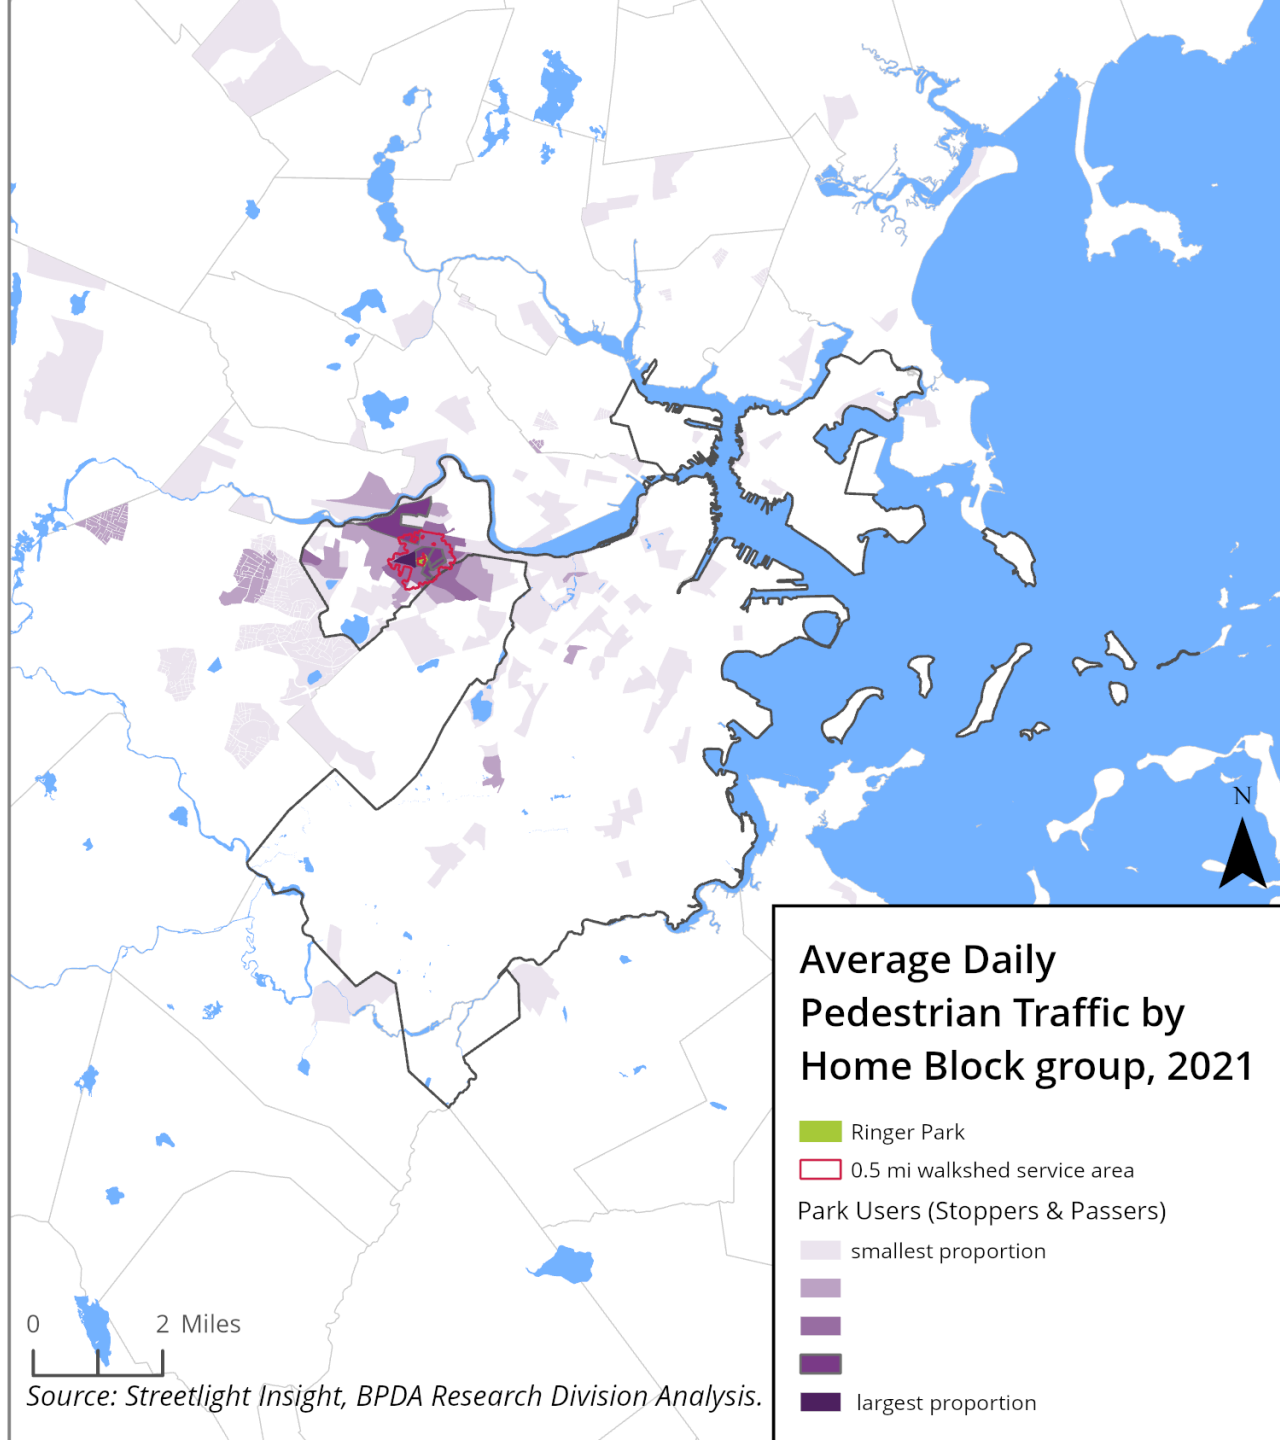 N
Average Daily
Pedestrian Traffic by
Home Block group, 2021
Ringer Park
0.5 mi walkshed service area
Park Users (Stoppers & Passers)
smallest proportion
largest proportion
0 2 Miles
Source: Streetlight Insight, BPDA Research Division Analysis.